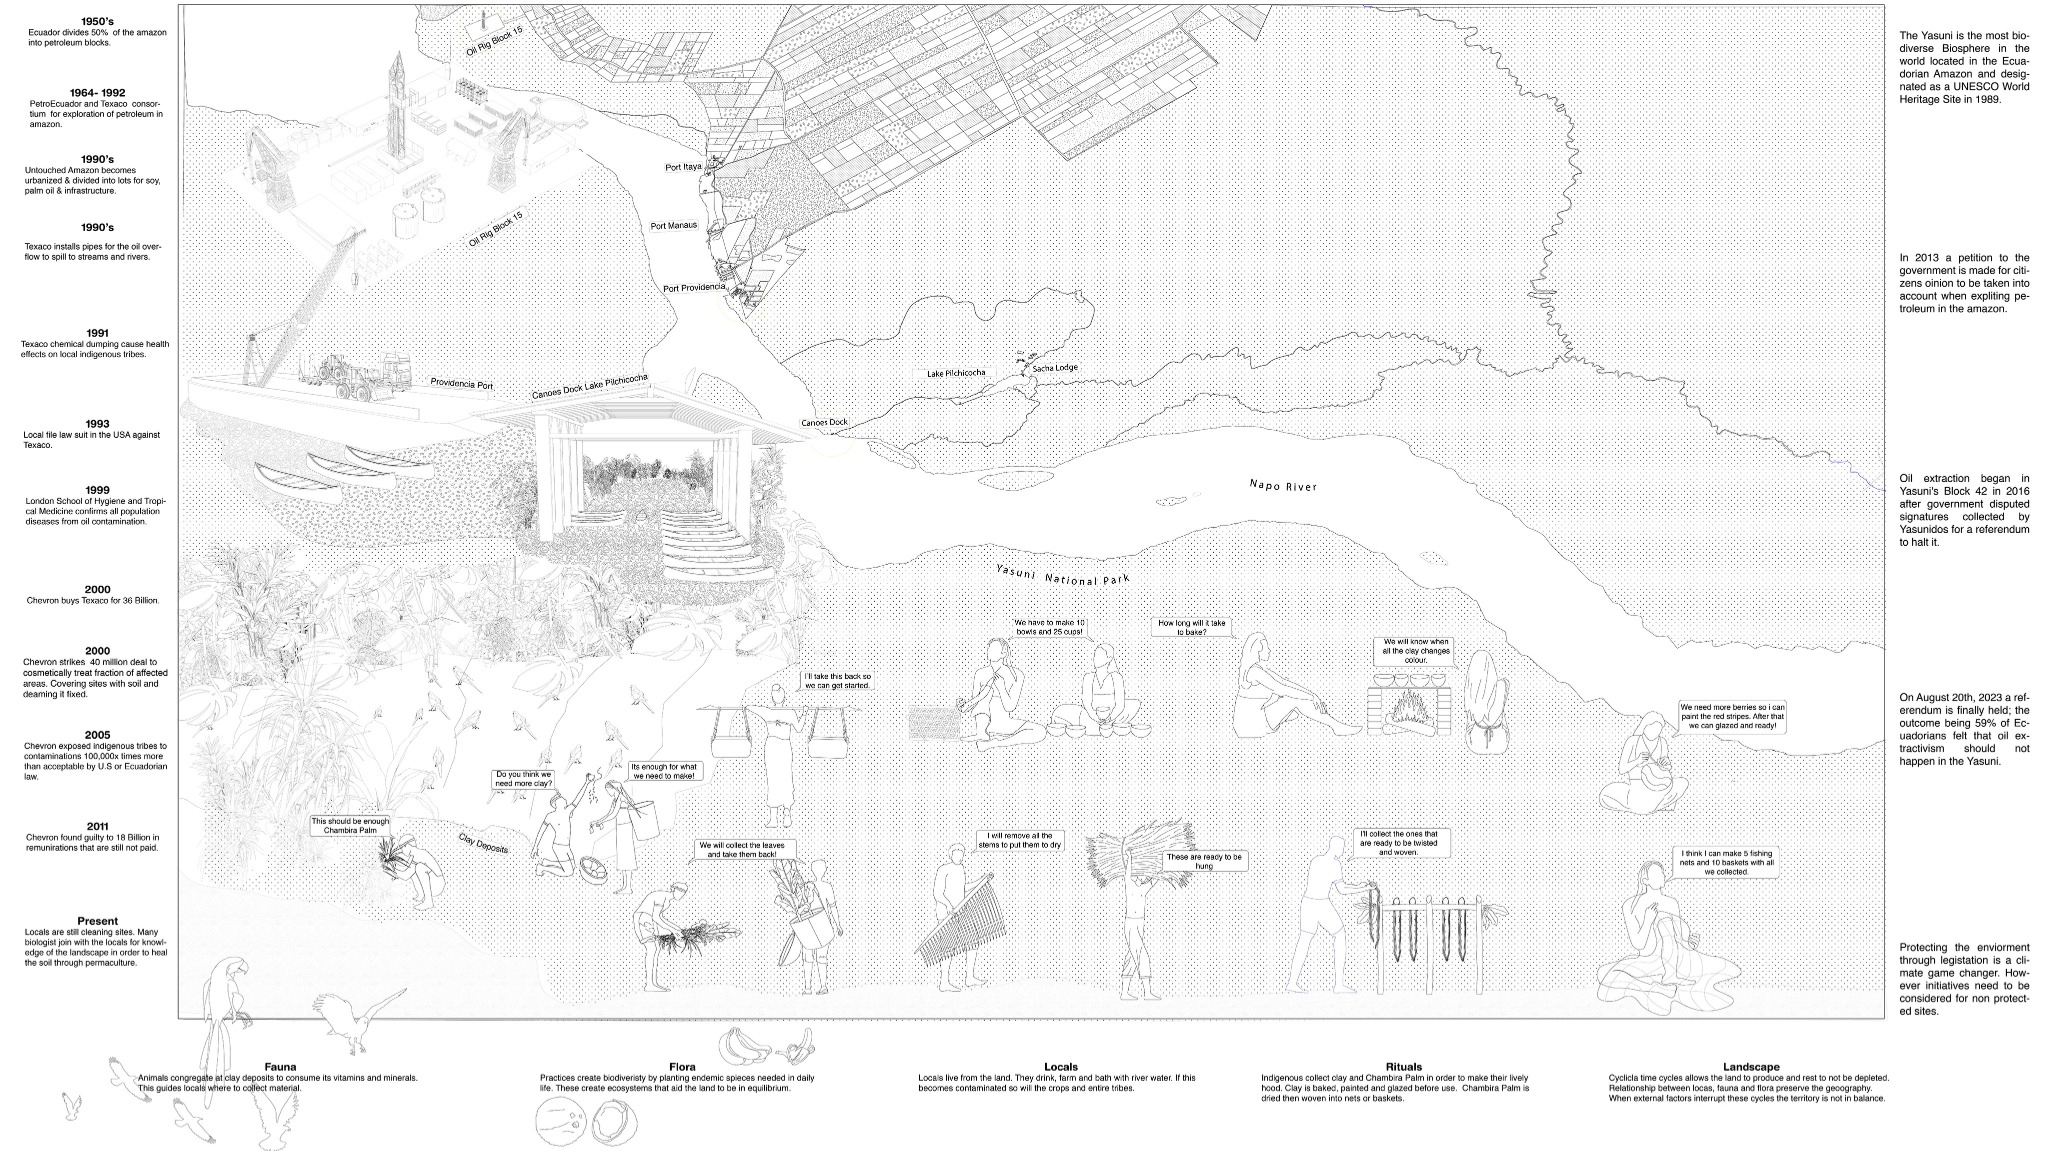 1950's
Ecuador divides 50% of the amazon
into petroleum blocks.
1964- 1992
PetroEcuador and Texaco consor-
tium for exploration of petroleum in
amazon.
1990's
Untouched Amazon becomes
urbanized & divided into lots for soy,
palm oil & infrastructure.
1990's
Texaco installs pipes for the oil over-
flow to spill to streams and rivers.
1991
Texaco chemical dumping cause health
effects on local indigenous tribes.
1993
Local file law suit in the USA against
Texaco.
1999
London School of Hygiene and Tropi-
cal Medicine confirms all population
diseases from oil contamination.
2000
Chevron buys Texaco for 36 Billion.
2000
Chevron strikes 40 million deal to
cosmetically treat fraction of affected
areas. Covering sites with soil and
deaming it fixed.
2005
Chevron exposed indigenous tribes to
contaminations 100,000x times more
than acceptable by U.S or Ecuadorian
law.
2011
Chevron found guilty to 18 Billion in
remunirations that are still not paid.
Present
Locals are still cleaning sites. Many
biologist join with the locals for knowl-
edge of the landscape in order to heal
the soil through permaculture.
Oil Rig Block 15
Port Itaya
Port Manaus
Oil Rig Block 15
Port Providencia
Providencia Port
Canoes Dock Lake Pilchicocha
Lake Pilchicocha
Sacha Lodge
Canoes Dock
Napo River
Yasuni National Park
We have to make 10
bowls and 25 cups!
How long will it take
to bake?
We will know when
all the clay changes
colour.
I'll take this back so
we can get started.
We need more berries so i can
paint the red stripes. After that
we can glazed and ready!
Do you think we
need more clay?
Its enough for what
we need to make!
This should be enough
Chambira Palm
Clay Deposits
We will collect the leaves
and take them back!
I will remove all the
stems to put them to dry
These are ready to be
hung
I'll collect the ones that
are ready to be twisted
and woven.
I think I can make 5 fishing
nets and 10 baskets with all
we collected.
The Yasuni is the most bio-
diverse Biosphere in the
world located in the Ecua-
dorian Amazon and desig-
nated as a UNESCO World
Heritage Site in 1989.
In 2013 a petition to the
government is made for citi-
zens oinion to be taken into
account when expliting pe-
troleum in the amazon.
Oil extraction began in
Yasuni's Block 42 in 2016
after government disputed
signatures collected by
Yasunidos for a referendum
to halt it.
On August 20th, 2023 a ref-
erendum is finally held; the
outcome being 59% of Ec-
uadorians felt that oil ex-
tractivism should not
happen in the Yasuni.
Protecting the enviorment
through legistation is a cli-
mate game changer. How-
ever initiatives need to be
considered for non protect-
ed sites.
Fauna
Animals congregate at clay deposits to consume its vitamins and minerals.
This guides locals where to collect material.
Flora
Practices create biodiveristy by planting endemic spieces needed in daily
life. These create ecosystems that aid the land to be in equilibrium.
Locals
Locals live from the land. They drink, farm and bath with river water. If this
becomes contaminated so will the crops and entire tribes.
Rituals
Indigenous collect clay and Chambira Palm in order to make their lively
hood. Clay is baked, painted and glazed before use. Chambira Palm is
dried then woven into nets or baskets.
Landscape
Cyclicla time cycles allows the land to produce and rest to not be depleted.
Relationship between locas, fauna and flora preserve the geeography.
When external factors interrupt these cycles the territory is not in balance.